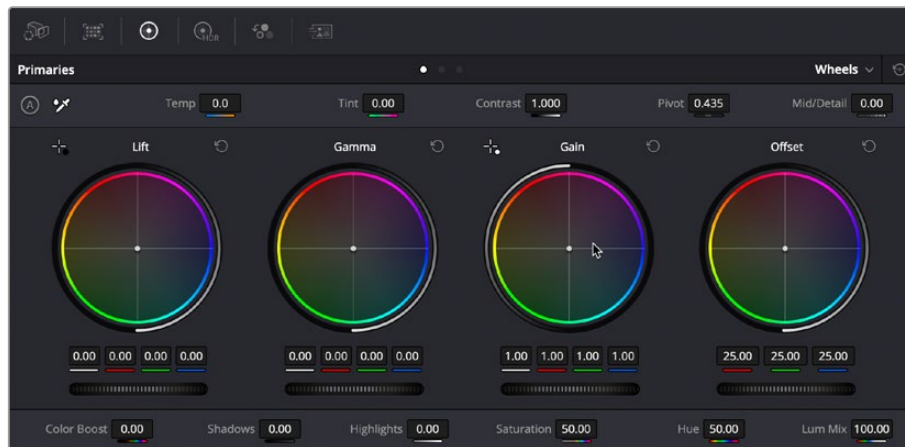 HDR
Primaries Wheels
A Temp 0.0 Tint 0.00 Contrast 1.000 Pivot 0.435 Mid/Detail 0.00
Lift Gamma Gain Offset
0.00 0.00 0.00 0.00 0.00 0.00 0.00 0.00 1.00 1.00 1.00 1.00 25.00 25.00 25.00
Color Boost 0.00 Shadows 0.00 Highlights 0.00 Saturation 50.00 Hue 50.00 Lum Mix 100.00